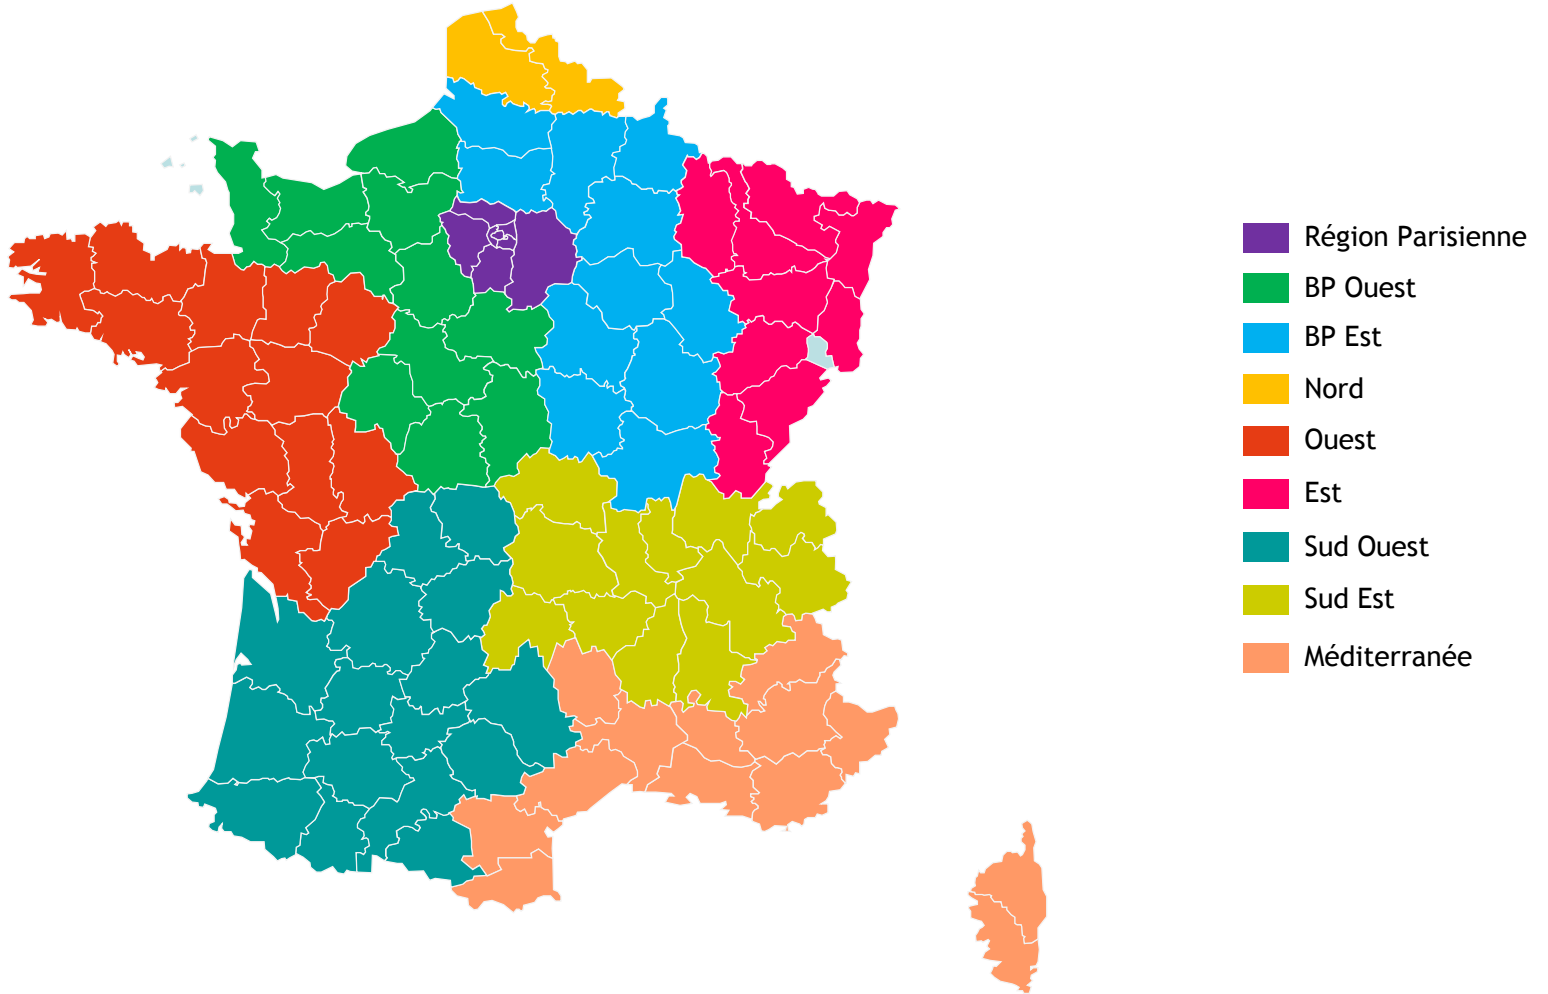 Région Parisienne
BP Ouest
BP Est
Nord
Ouest
Est
Sud Ouest
Sud Est
Méditerranée